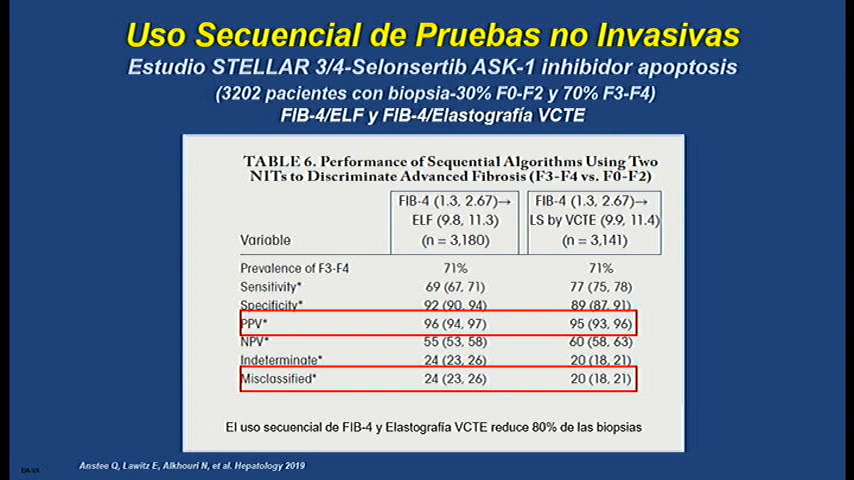 Uso Secuencial de Pruebas no Invasivas
Estudio STELLAR 3/4-Selonsertib ASK-1 inhibidor apoptosis
(3202 pacientes con biopsia-30% F0-F2 y 70% F3-F4)
FIB-4/ELF y FIB-4/Elastografía VCTE
TABLE 6. Performance of Sequential Algorithms Using Two
NITs to Discriminate Advanced Fibrosis (F3-F4 vs. F0-F2)
Variable FIB-4 (1.3, 2.67)→ ELF (9.8, 11.3) (n = 3,180) FIB-4 (1.3, 2.67)→ LS by VCTE (9.9, 11.4) (n = 3,141)
Prevalence of F3-F4 71% 71%
Sensitivity* 69 (67, 71) 77 (75, 78)
Specificity* 92 (90, 94) 89 (87, 91)
PPV* 96 (94, 97) 95 (93, 96)
NPV* 55 (53, 58) 60 (58, 63)
Indeterminate* 24 (23, 26) 20 (18, 21)
Misclassified* 24 (23, 26) 20 (18, 21)
El uso secuencial de FIB-4 y Elastografía VCTE reduce 80% de las biopsias
Anstee Q, Lawitz E, Alkhouri N, et al. Hepatology 2019